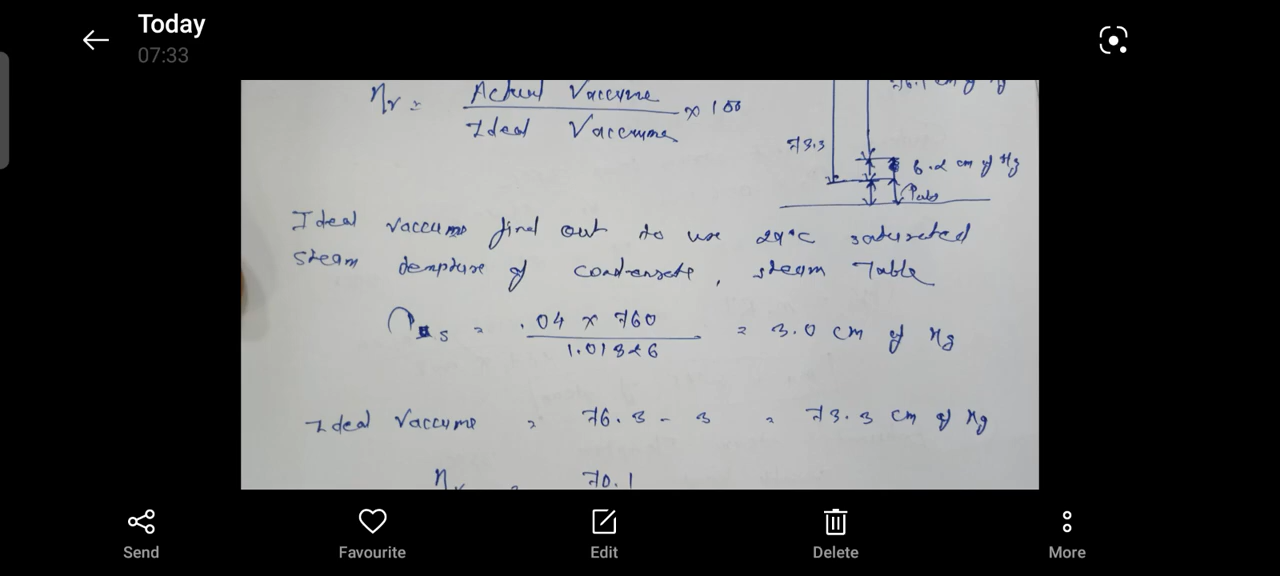 Today
07:33
ηv = Actual Vaccume × 100
Ideal Vaccume
73.3
6.2 cm of Hg
Pabs
Ideal vaccume find out to use 29°C saturated
steam tempture of condensate, steam Table
s = .04 × 760 = 3.0 cm of Hg
1.01326
Ideal Vaccume = 76.3 - 3 = 73.3 cm of Hg
ηv = 70.1
Send
Favourite
Edit
Delete
More